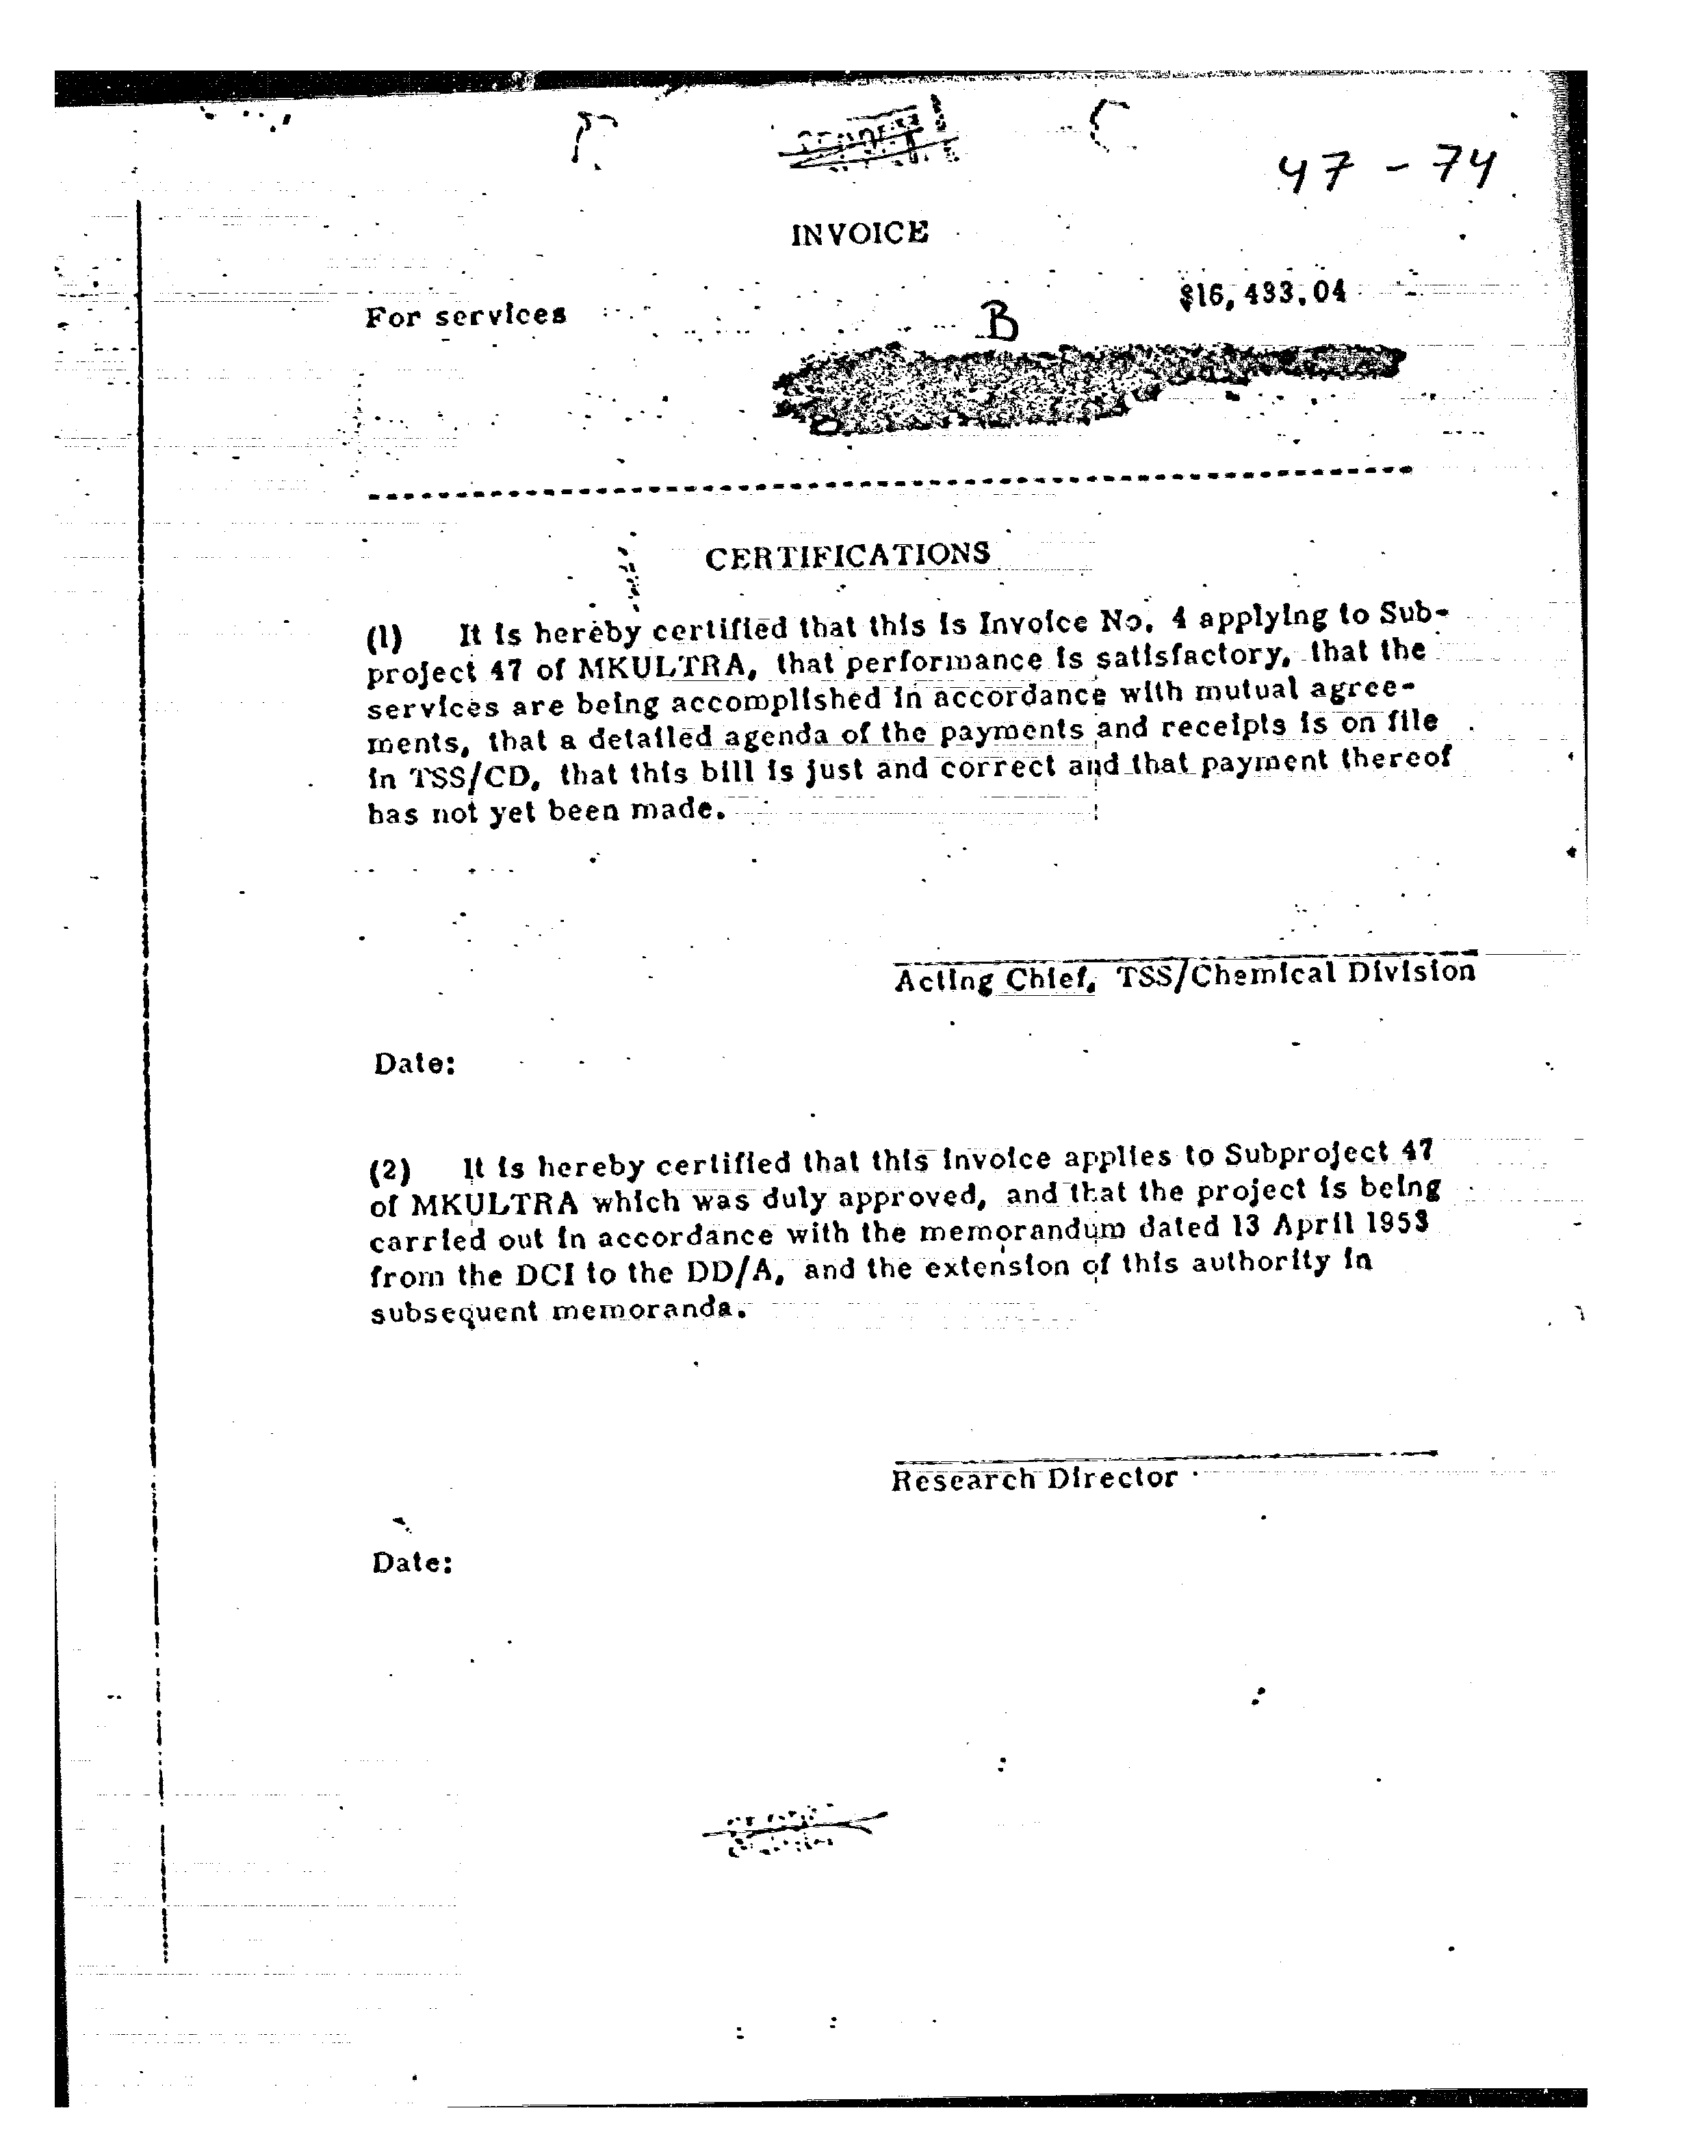 47 - 74
INVOICE
$16,433.04
For services
B
CERTIFICATIONS
(1) It is hereby certified that this is Invoice No. 4 applying to Sub-
project 47 of MKULTRA, that performance is satisfactory, that the
services are being accomplished in accordance with mutual agree-
ments, that a detailed agenda of the payments and receipts is on file
in TSS/CD, that this bill is just and correct and that payment thereof
has not yet been made.
Acting Chief, TSS/Chemical Division
Date:
(2) It is hereby certified that this invoice applies to Subproject 47
of MKULTRA which was duly approved, and that the project is being
carried out in accordance with the memorandum dated 13 April 1953
from the DCI to the DD/A, and the extension of this authority in
subsequent memoranda.
Research Director
Date: